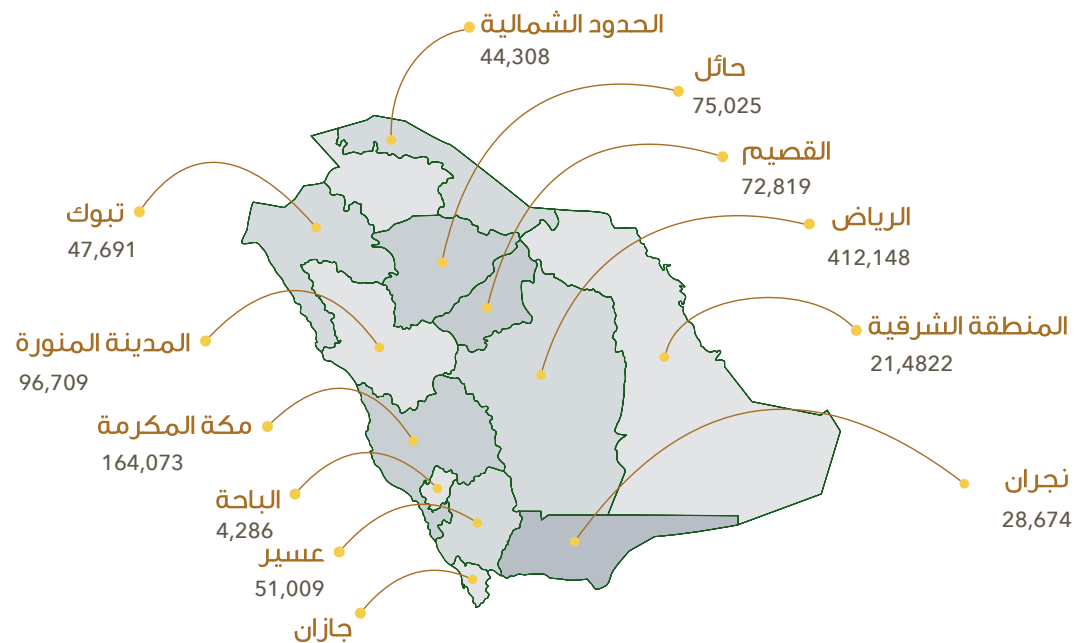 الحدود الشمالية
44,308
حائل
75,025
القصيم
72,819
الرياض
412,148
المنطقة الشرقية
21,4822
نجران
28,674
تبوك
47,691
المدينة المنورة
96,709
مكة المكرمة
164,073
الباحة
4,286
عسير
51,009
جازان